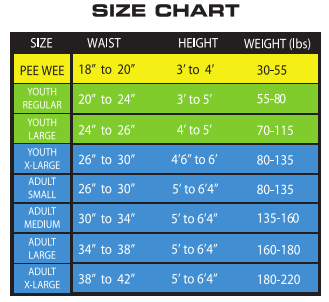 SIZE CHART
SIZE WAIST HEIGHT WEIGHT (lbs)
PEE WEE 18” to 20” 3’ to 4’ 30-55
YOUTH
REGULAR 20” to 24” 3’ to 5’ 55-80
YOUTH
LARGE 24” to 26” 4’ to 5’ 70-115
YOUTH
X-LARGE 26” to 30” 4’6” to 6’ 80-135
ADULT
SMALL 26” to 30” 5’ to 6’4” 80-135
ADULT
MEDIUM 30” to 34” 5’ to 6’4” 135-160
ADULT
LARGE 34” to 38” 5’ to 6’4” 160-180
ADULT
X-LARGE 38” to 42” 5’ to 6’4” 180-220